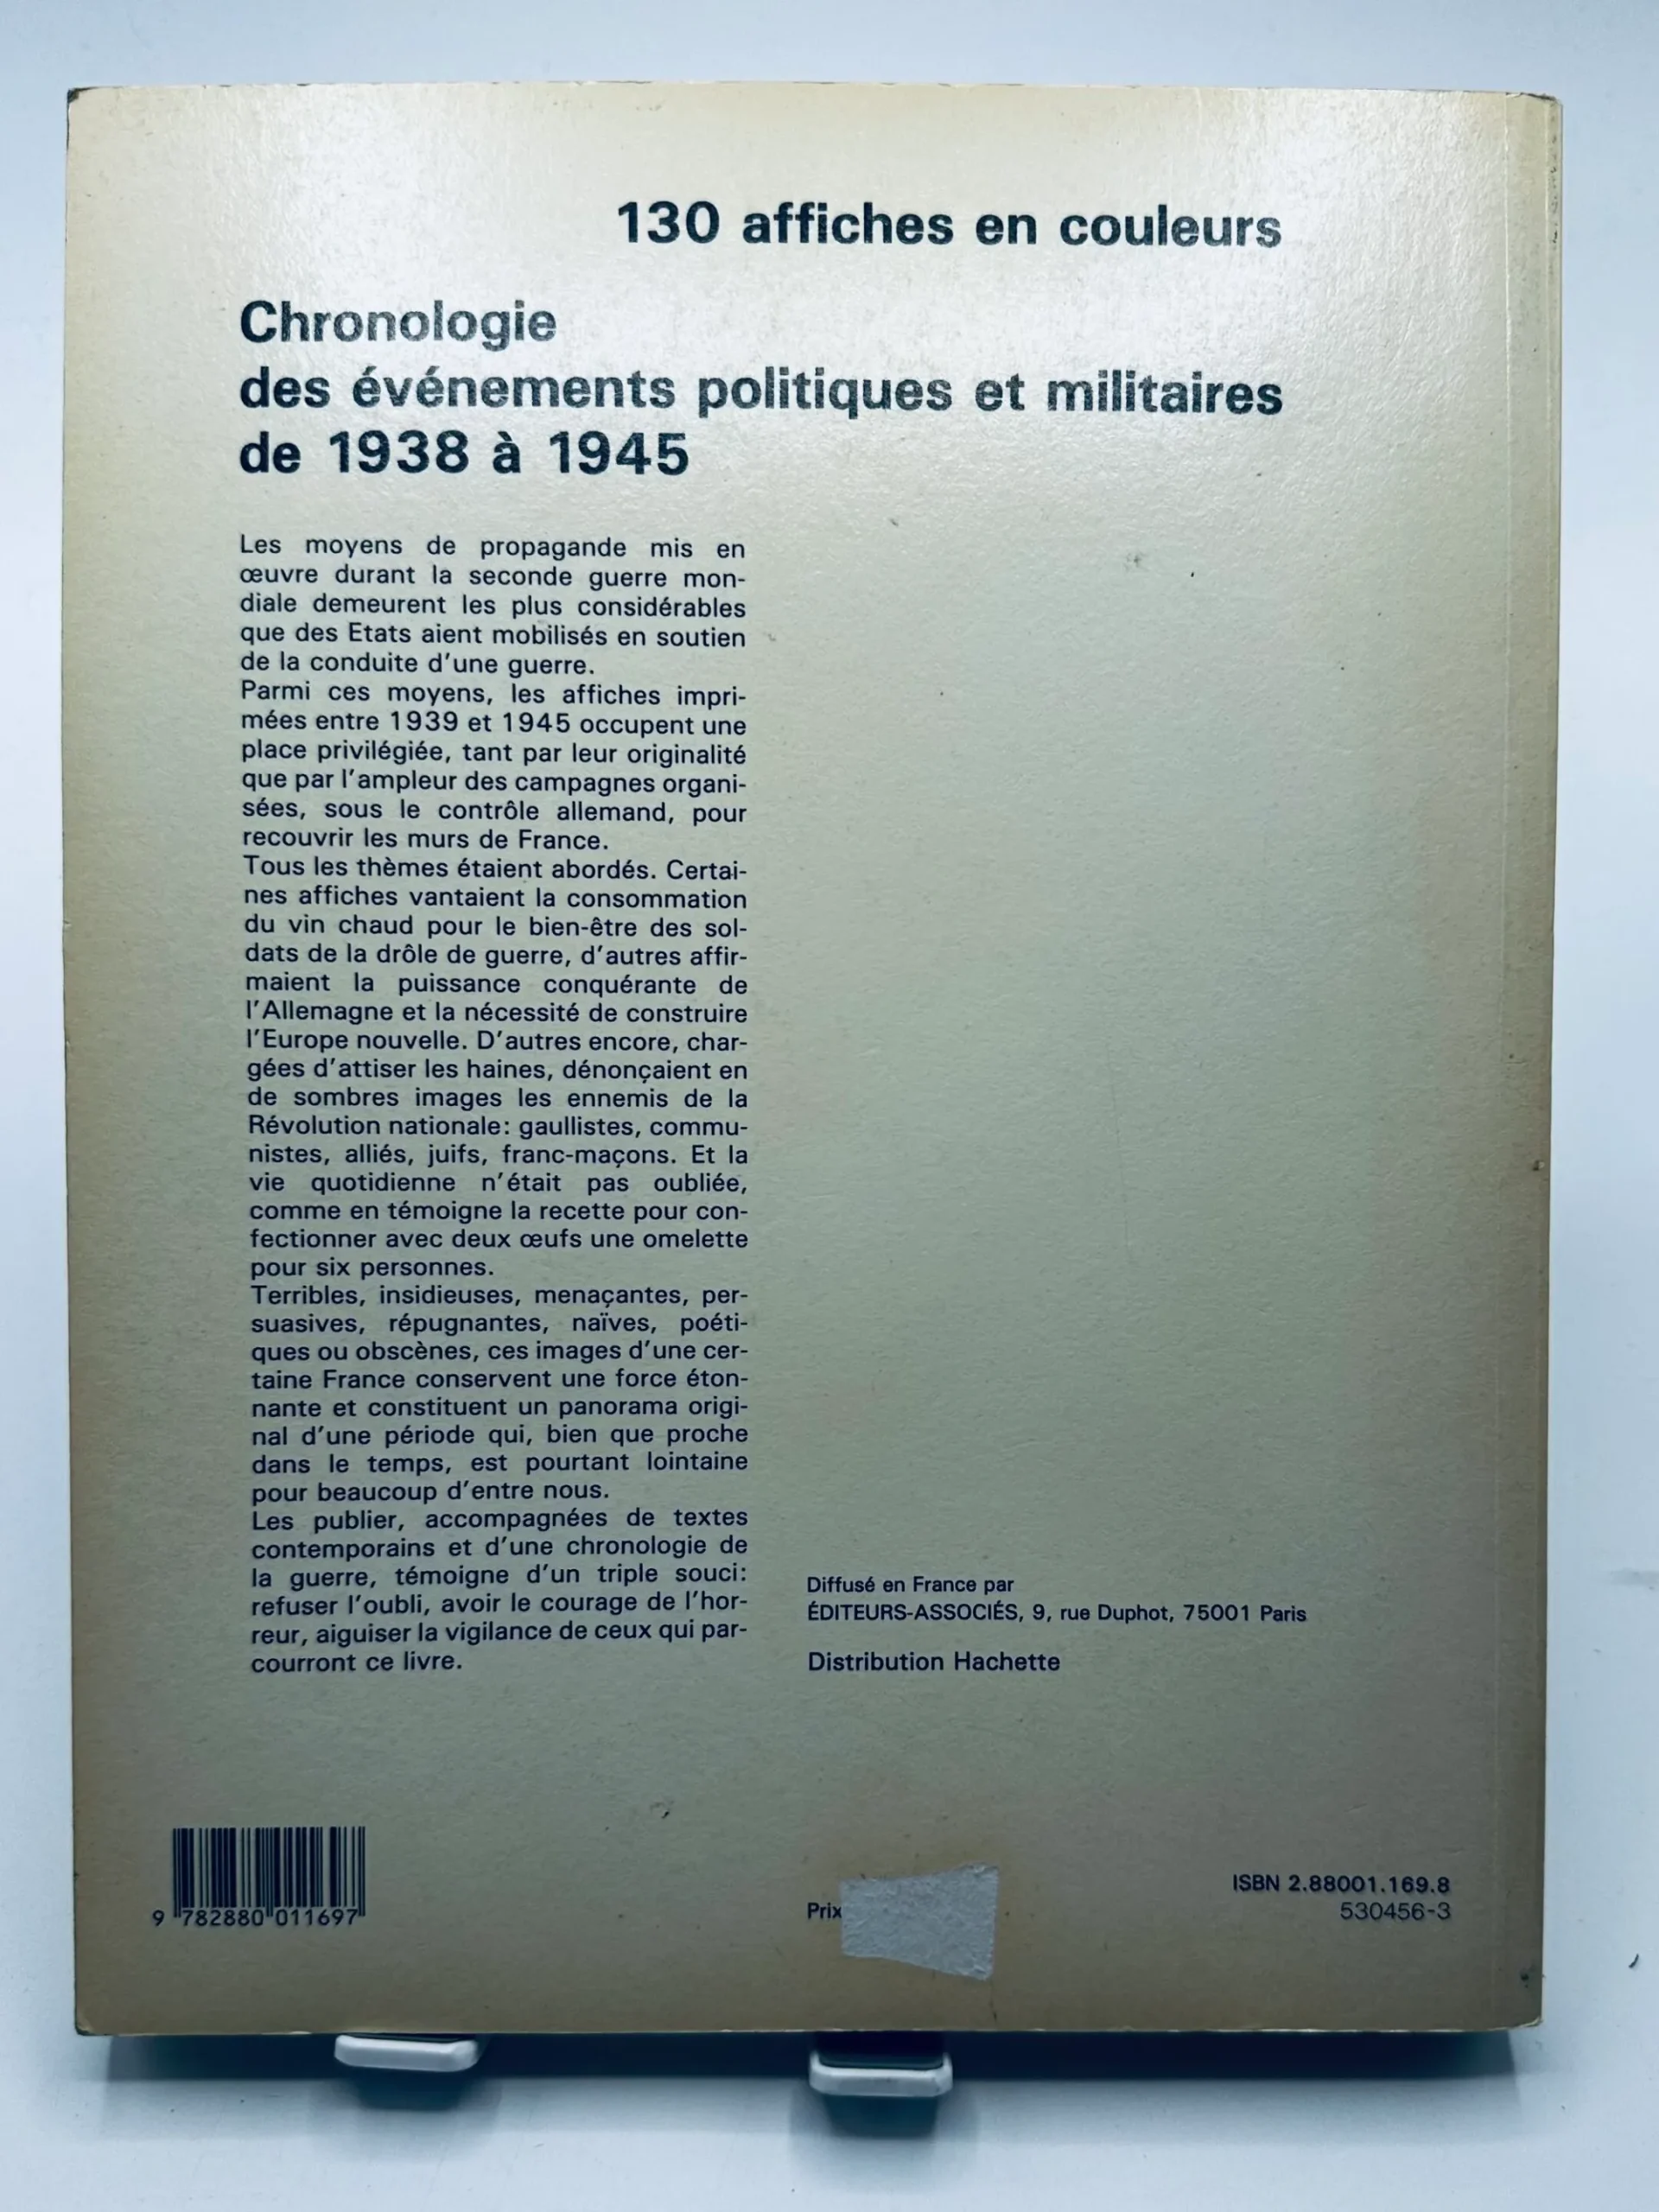 130 affiches en couleurs
Chronologie
des événements politiques et militaires
de 1938 à 1945
Les moyens de propagande mis en
œuvre durant la seconde guerre mon-
diale demeurent les plus considérables
que des Etats aient mobilisés en soutien
de la conduite d'une guerre.
Parmi ces moyens, les affiches impri-
mées entre 1939 et 1945 occupent une
place privilégiée, tant par leur originalité
que par l'ampleur des campagnes organi-
sées, sous le contrôle allemand, pour
recouvrir les murs de France.
Tous les thèmes étaient abordés. Certai-
nes affiches vantaient la consommation
du vin chaud pour le bien-être des sol-
dats de la drôle de guerre, d'autres affir-
maient la puissance conquérante de
l'Allemagne et la nécessité de construire
l'Europe nouvelle. D'autres encore, char-
gées d'attiser les haines, dénonçaient en
de sombres images les ennemis de la
Révolution nationale: gaullistes, commu-
nistes, alliés, juifs, franc-maçons. Et la
vie quotidienne n'était pas oubliée,
comme en témoigne la recette pour con-
fectionner avec deux œufs une omelette
pour six personnes.
Terribles, insidieuses, menaçantes, per-
suasives, répugnantes, naïves, poéti-
ques ou obscènes, ces images d'une cer-
taine France conservent une force éton-
nante et constituent un panorama origi-
nal d'une période qui, bien que proche
dans le temps, est pourtant lointaine
pour beaucoup d'entre nous.
Les publier, accompagnées de textes
contemporains et d'une chronologie de
la guerre, témoigne d'un triple souci:
refuser l'oubli, avoir le courage de l'hor-
reur, aiguiser la vigilance de ceux qui par-
courront ce livre.
Diffusé en France par
ÉDITEURS-ASSOCIÉS, 9, rue Duphot, 75001 Paris
Distribution Hachette
9 782880 011697
Prix
ISBN 2.88001.169.8
530456-3